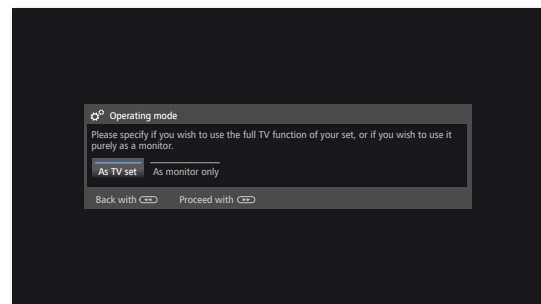 Operating mode
Please specify if you wish to use the full TV function of your set, or if you wish to use it
purely as a monitor.
As TV set As monitor only
Back with Proceed with